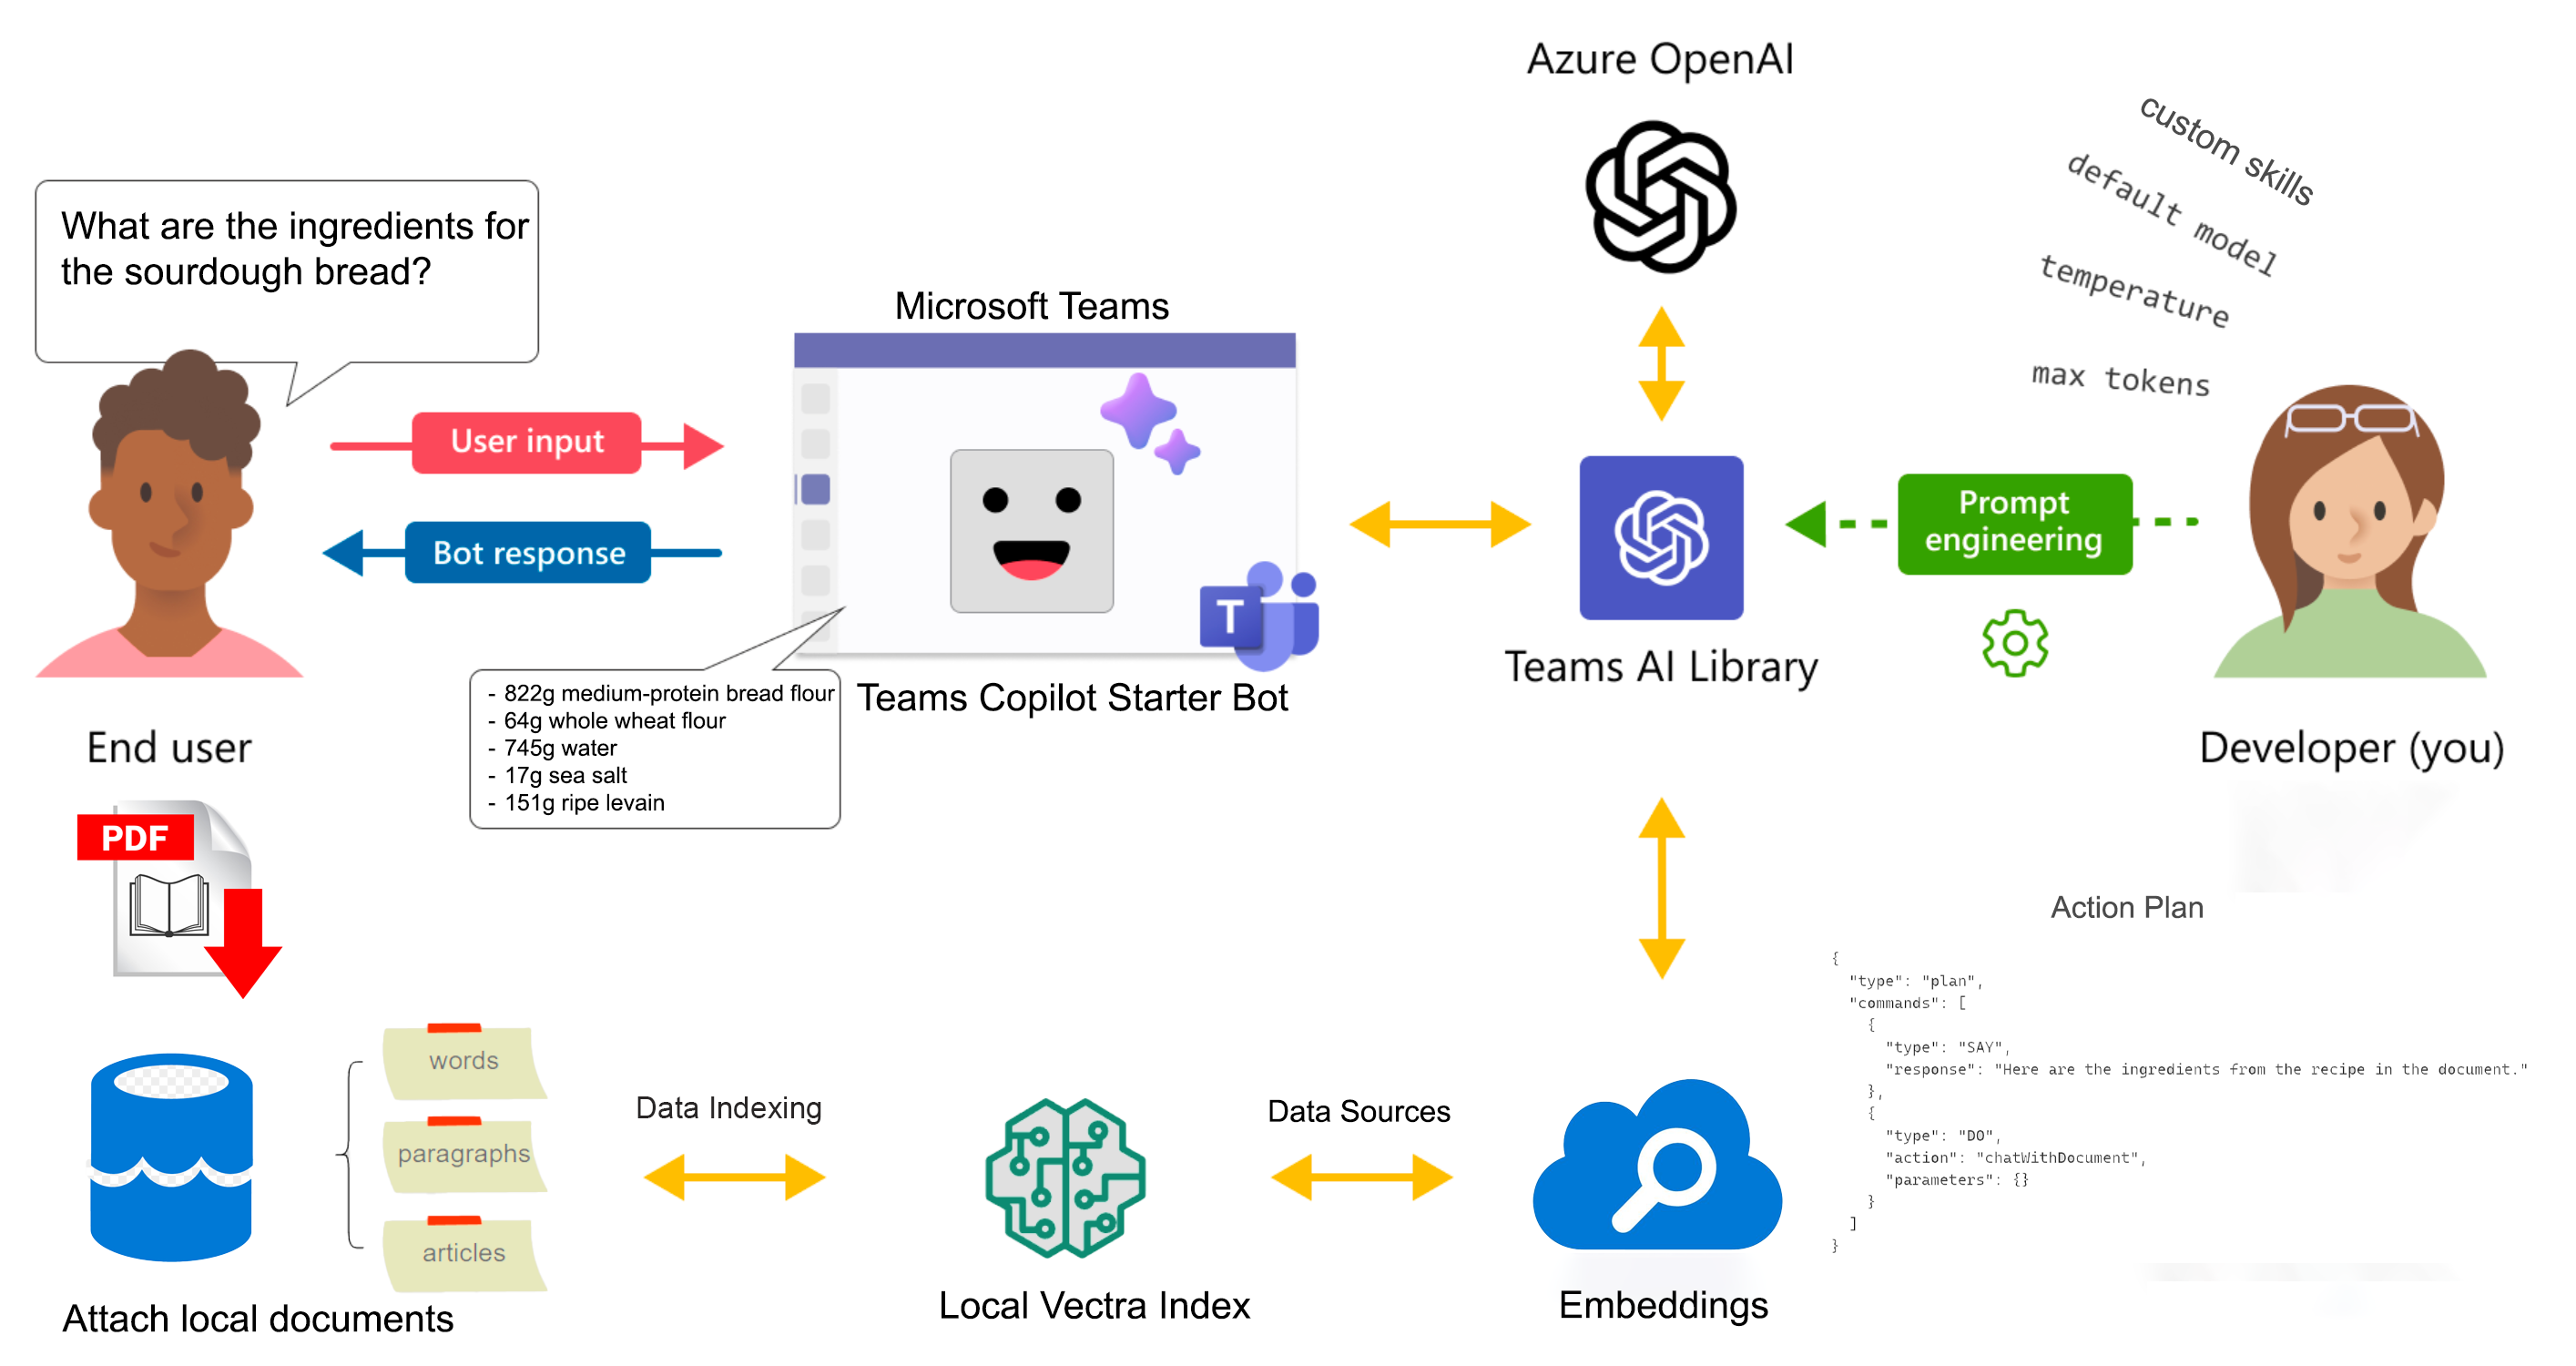 Azure OpenAI
custom skills
default model
temperature
max tokens
What are the ingredients for
the sourdough bread?
Microsoft Teams
User input
Bot response
T
Prompt
engineering
Teams AI Library
Teams Copilot Starter Bot
- 822g medium-protein bread flour
- 64g whole wheat flour
- 745g water
- 17g sea salt
- 151g ripe levain
End user
Developer (you)
PDF
Action Plan
{
"type": "plan",
"commands": [
{
"type": "SAY",
"response": "Here are the ingredients from the recipe in the document."
},
{
"type": "DO",
"action": "chatWithDocument",
"parameters": {}
}
]
}
words
paragraphs
articles
Data Indexing
Data Sources
Attach local documents
Local Vectra Index
Embeddings